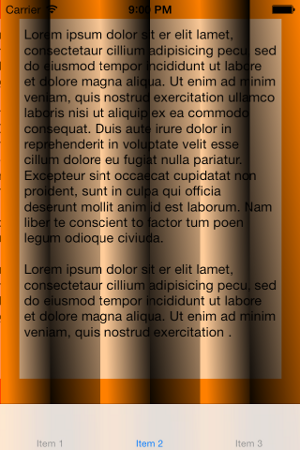 Carrier 9:00 PM
Lorem ipsum dolor sit er elit lamet,
consectetaur cillium adipisicing pecu, sed
do eiusmod tempor incididunt ut labore
et dolore magna aliqua. Ut enim ad minim
veniam, quis nostrud exercitation ullamco
laboris nisi ut aliquip ex ea commodo
consequat. Duis aute irure dolor in
reprehenderit in voluptate velit esse
cillum dolore eu fugiat nulla pariatur.
Excepteur sint occaecat cupidatat non
proident, sunt in culpa qui officia
deserunt mollit anim id est laborum. Nam
liber te conscient to factor tum poen
legum odioque civiuda.
Lorem ipsum dolor sit er elit lamet,
consectetaur cillium adipisicing pecu, sed
do eiusmod tempor incididunt ut labore
et dolore magna aliqua. Ut enim ad minim
veniam, quis nostrud exercitation .
Item 1 Item 2 Item 3